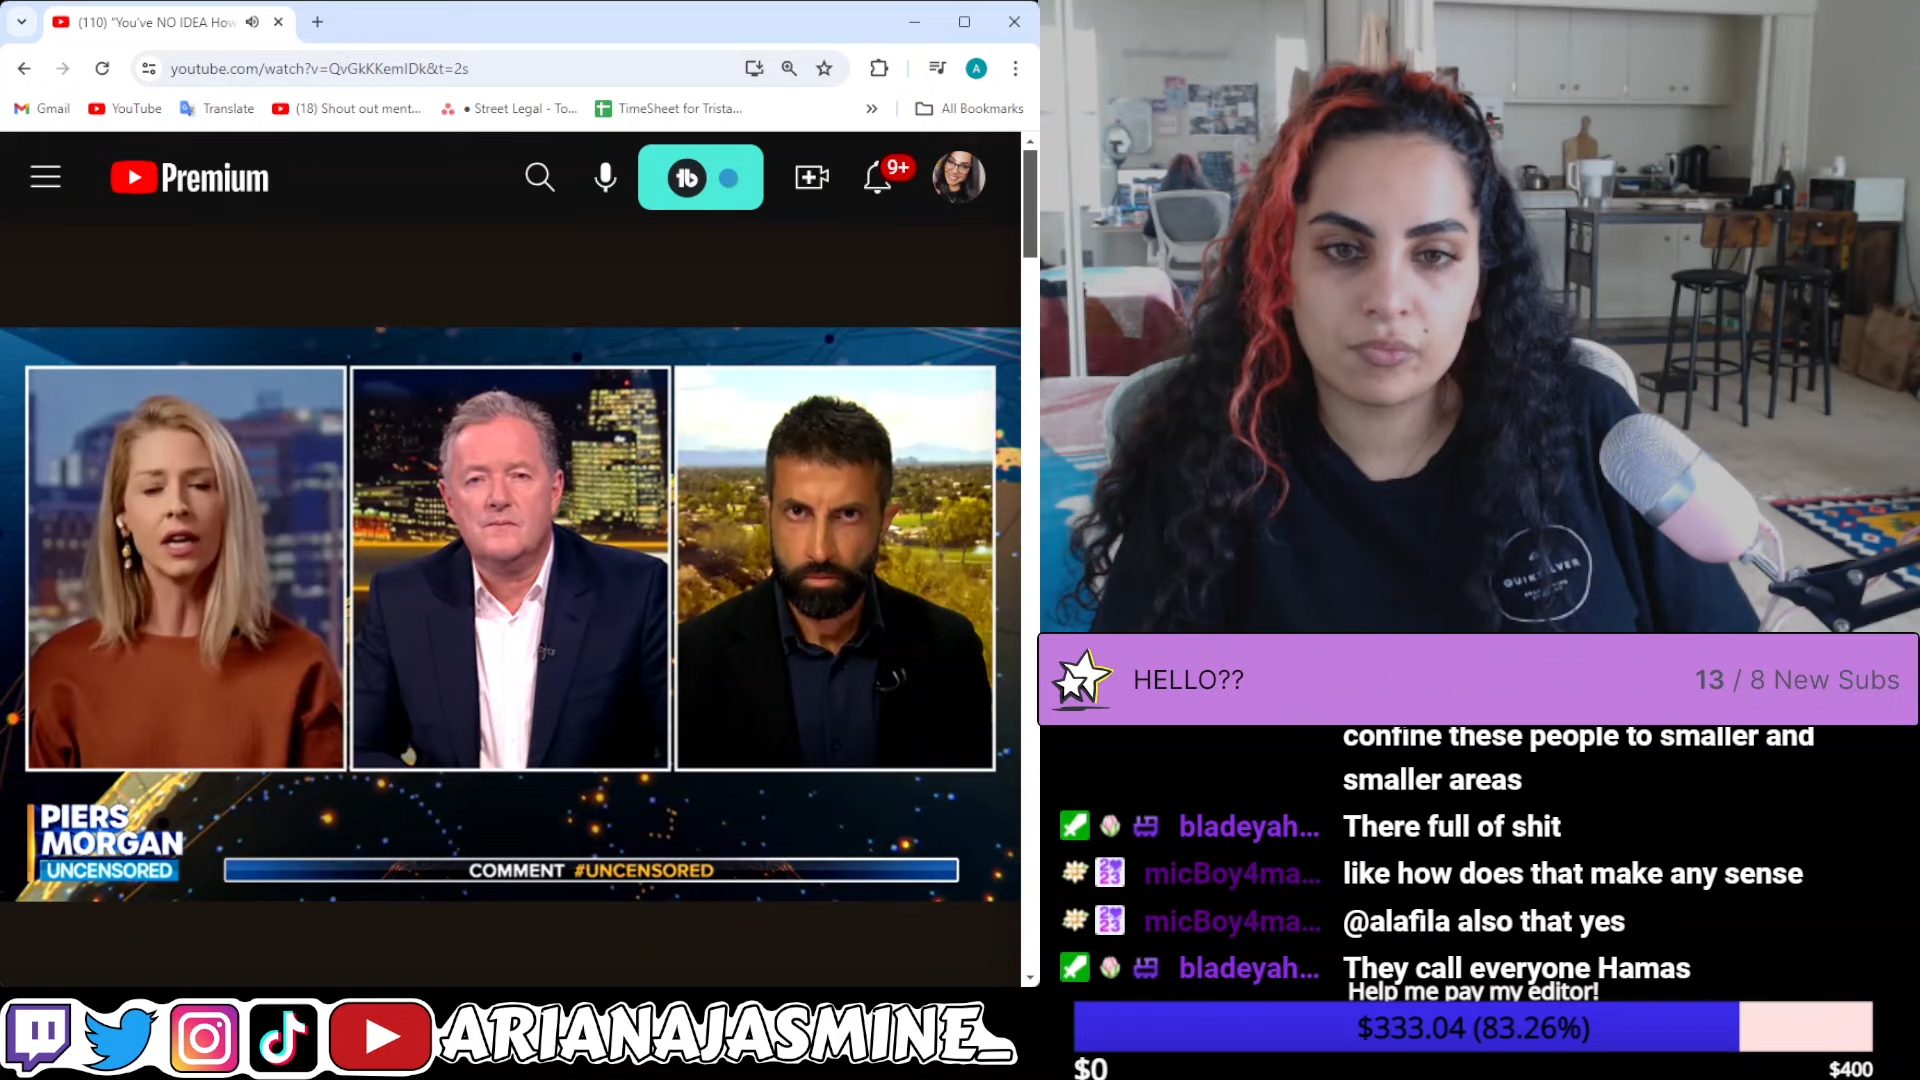 (110) "You've NO IDEA How
youtube.com/watch?v=QvGkKKemIDk&t=2s
A
Gmail
YouTube
Translate
(18) Shout out ment...
• Street Legal - To...
TimeSheet for Trista...
All Bookmarks
Premium
9+
PIERS
MORGAN
UNCENSORED
COMMENT #UNCENSORED
QUIKSILVER
HELLO??
13 / 8 New Subs
confine these people to smaller and
smaller areas
bladeyah... There full of shit
micBoy4ma... like how does that make any sense
micBoy4ma... @alafila also that yes
bladeyah... They call everyone Hamas
Help me pay my editor!
$333.04 (83.26%)
$0
$400
ARIANAJASMINE_